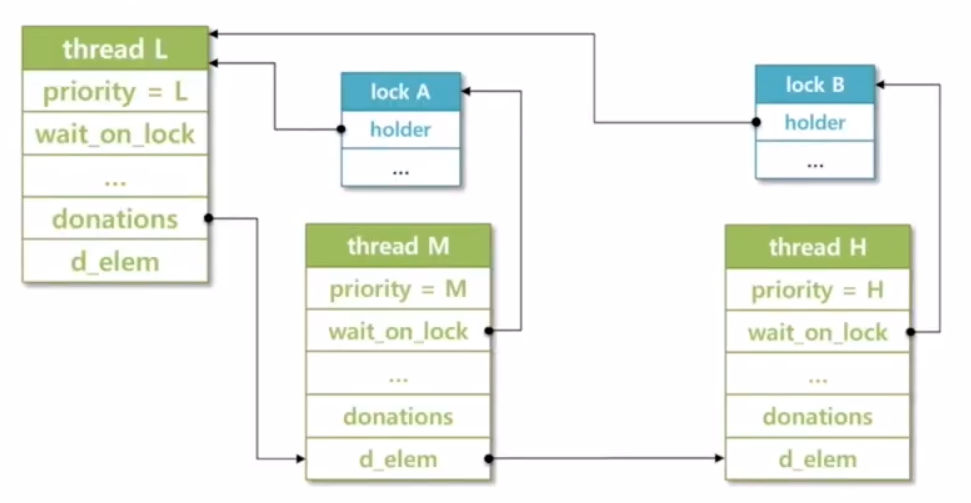 thread L
priority = L
wait_on_lock
...
donations
d_elem
lock A
holder
...
lock B
holder
...
thread M
priority = M
wait_on_lock
...
donations
d_elem
thread H
priority = H
wait_on_lock
...
donations
d_elem